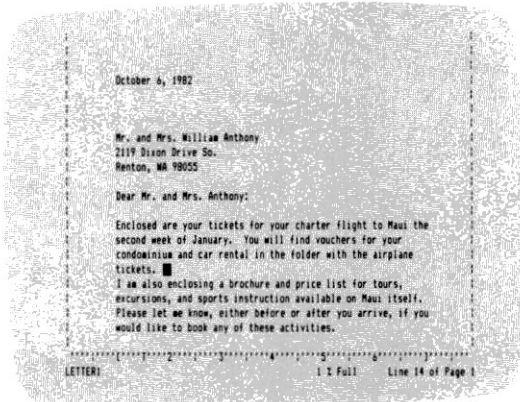 October 6, 1982
Mr. and Mrs. William Anthony
2119 Dixon Drive So.
Renton, WA 98055
Dear Mr. and Mrs. Anthony:
Enclosed are your tickets for your charter flight to Maui the
second week of January. You will find vouchers for your
condominium and car rental in the folder with the airplane
tickets.
I am also enclosing a brochure and price list for tours,
excursions, and sports instruction available on Maui itself.
Please let me know, either before or after you arrive, if you
would like to book any of these activities.
[ 2 3 4 5 6 ]
LETTER1 1 % Full Line 14 of Page 1